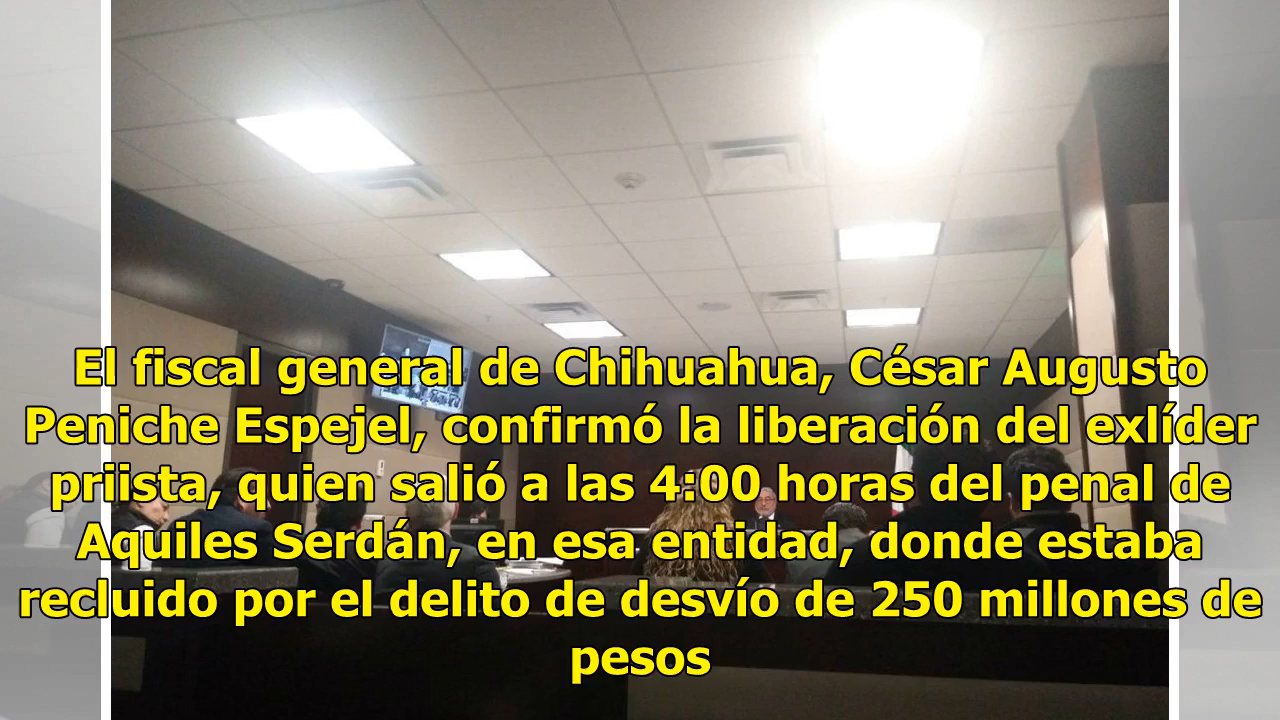 El fiscal general de Chihuahua, César Augusto
Peniche Espejel, confirmó la liberación del exlíder
priista, quien salió a las 4:00 horas del penal de
Aquiles Serdán, en esa entidad, donde estaba
recluido por el delito de desvío de 250 millones de
pesos